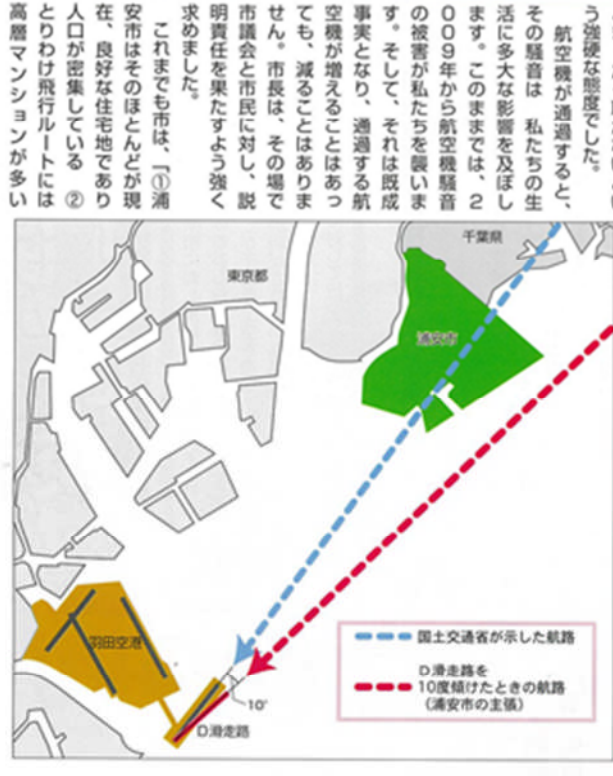 う強硬な態度でした。
航空機が通過すると、
その騒音は　私たちの生
活に多大な影響を及ぼし
ます。このままでは、2
009年から航空機騒音
の被害が私たちを襲いま
す。そして、それは既成
事実となり、通過する航
空機が増えることはあっ
ても、減ることはありま
せん。市長は、その場で
市議会と市民に対し、説
明責任を果たすよう強く
求めました。
これまでも市は、「①浦
安市はそのほとんどが現
在、良好な住宅地であり
人口が密集している　②
とりわけ飛行ルートには
高層マンションが多い
千葉県
東京都
浦安市
羽田空港
10°
D滑走路
国土交通省が示した航路
D滑走路を
10度傾けたときの航路
（浦安市の主張）